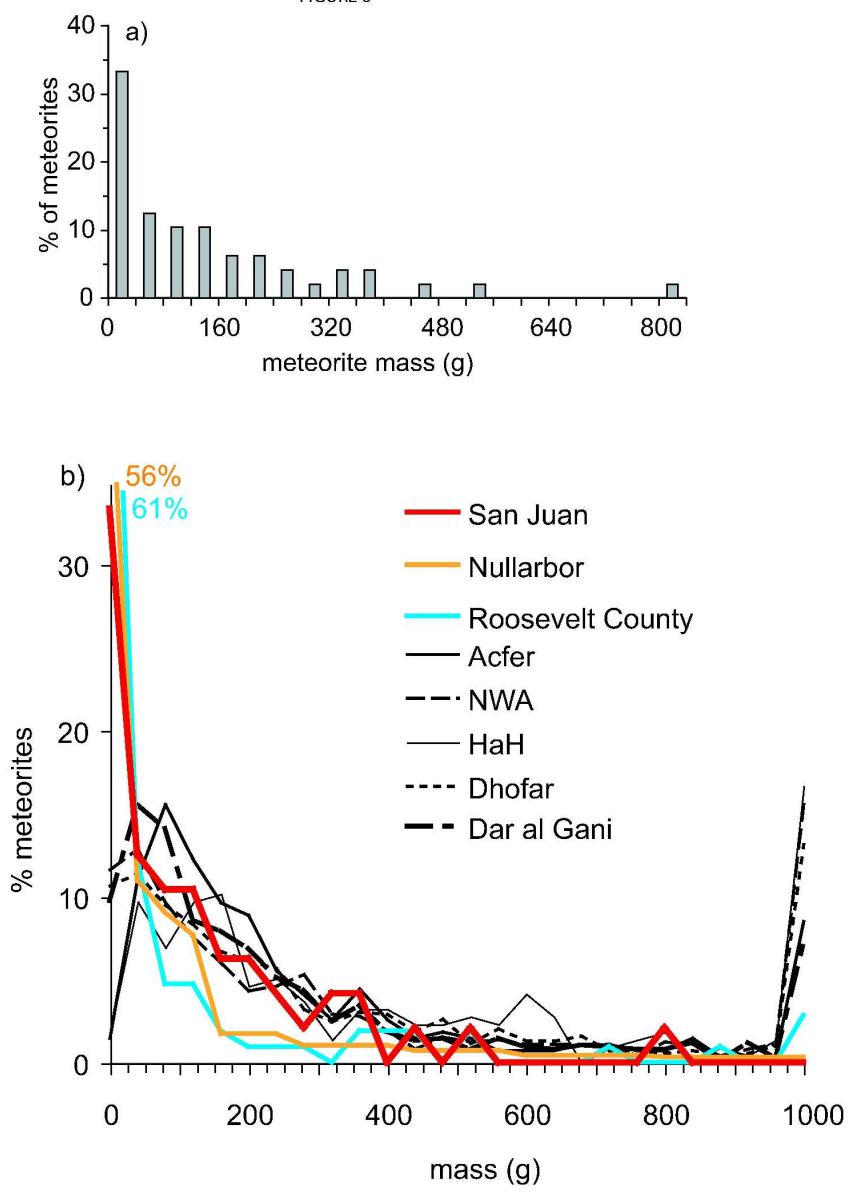 a)
40
30
20
10
0
% of meteorites
0 160 320 480 640 800
meteorite mass (g)
b)
56%
61%
San Juan
Nullarbor
Roosevelt County
Acfer
NWA
HaH
Dhofar
Dar al Gani
30
20
10
0
% meteorites
0 200 400 600 800 1000
mass (g)